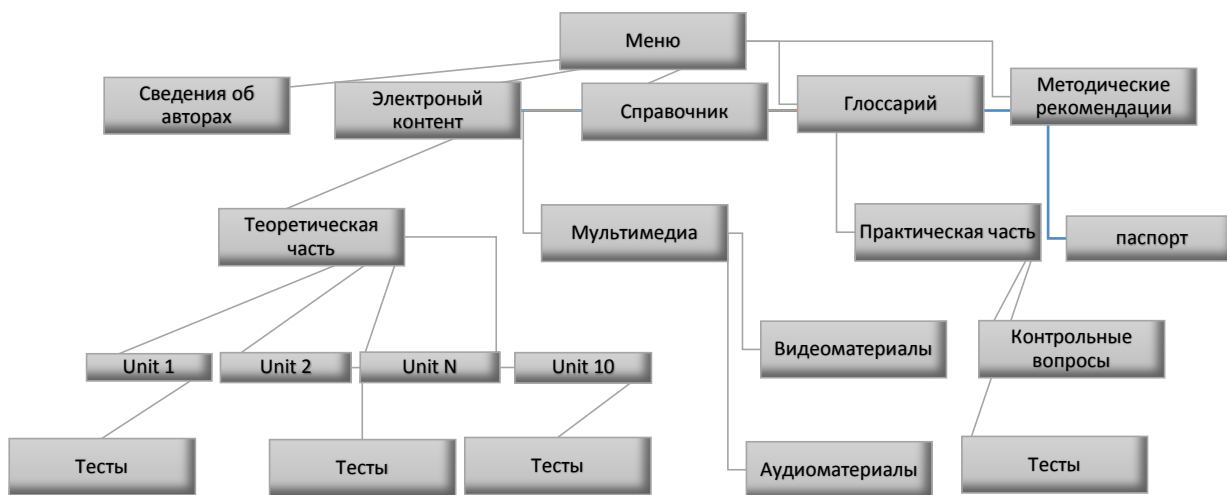 Меню
Сведения об
авторах
Электроный
контент
Справочник
Глоссарий
Методические
рекомендации
Теоретическая
часть
Мультимедиа
Практическая часть
паспорт
Unit 1
Unit 2
Unit N
Unit 10
Видеоматериалы
Контрольные
вопросы
Тесты
Тесты
Тесты
Аудиоматериалы
Тесты